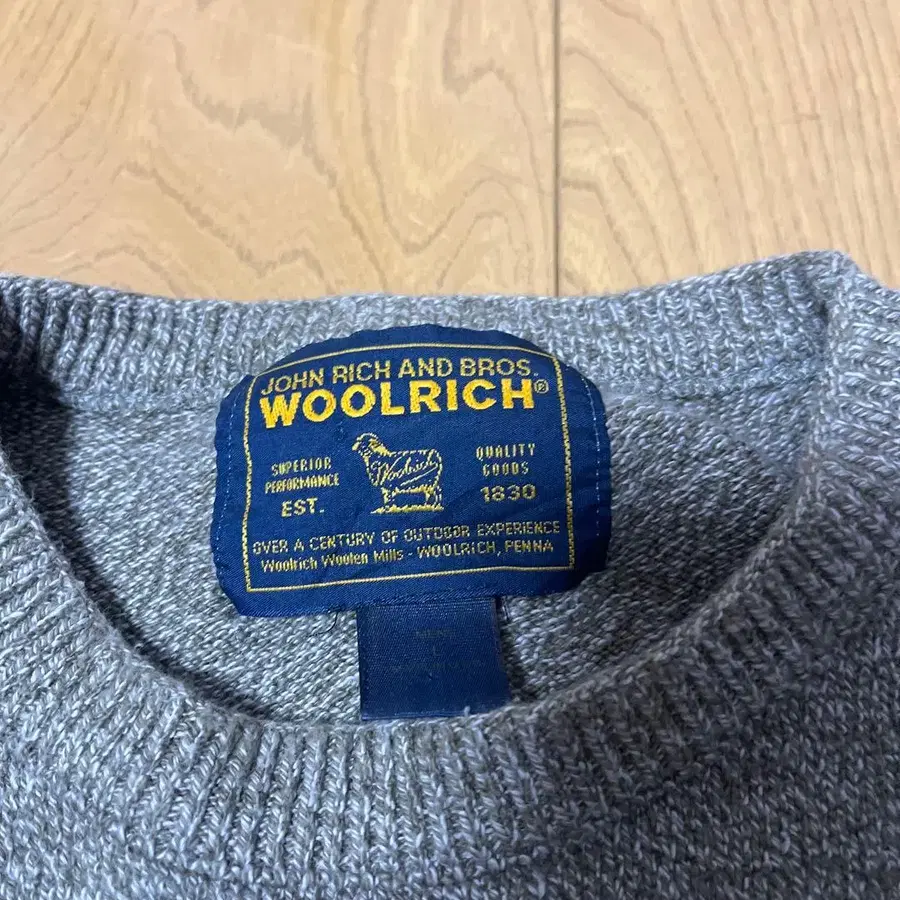 JOHN RICH AND BROS.
WOOLRICH®
SUPERIOR
PERFORMANCE
EST.
Woolrich
QUALITY
GOODS
1830
OVER A CENTURY OF OUTDOOR EXPERIENCE
Woolrich Woolen Mills - WOOLRICH, PENNA
MENS
L